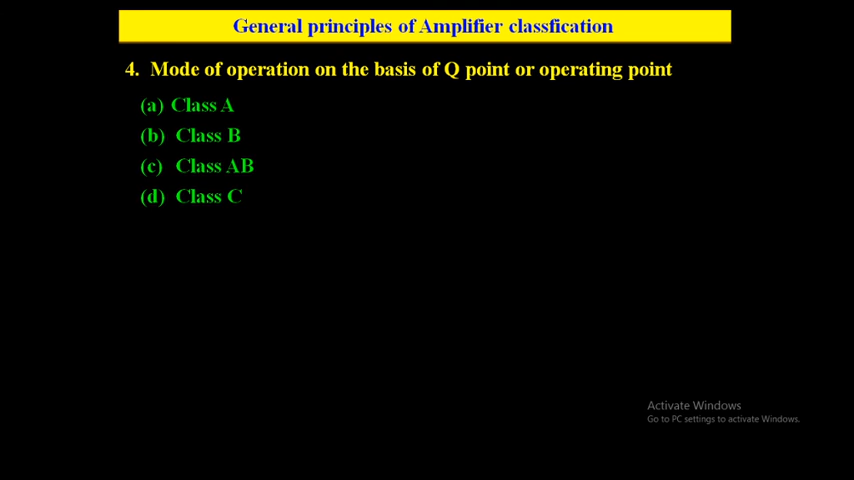 General principles of Amplifier classfication
4. Mode of operation on the basis of Q point or operating point
(a) Class A
(b) Class B
(c) Class AB
(d) Class C
Activate Windows
Go to PC settings to activate Windows.